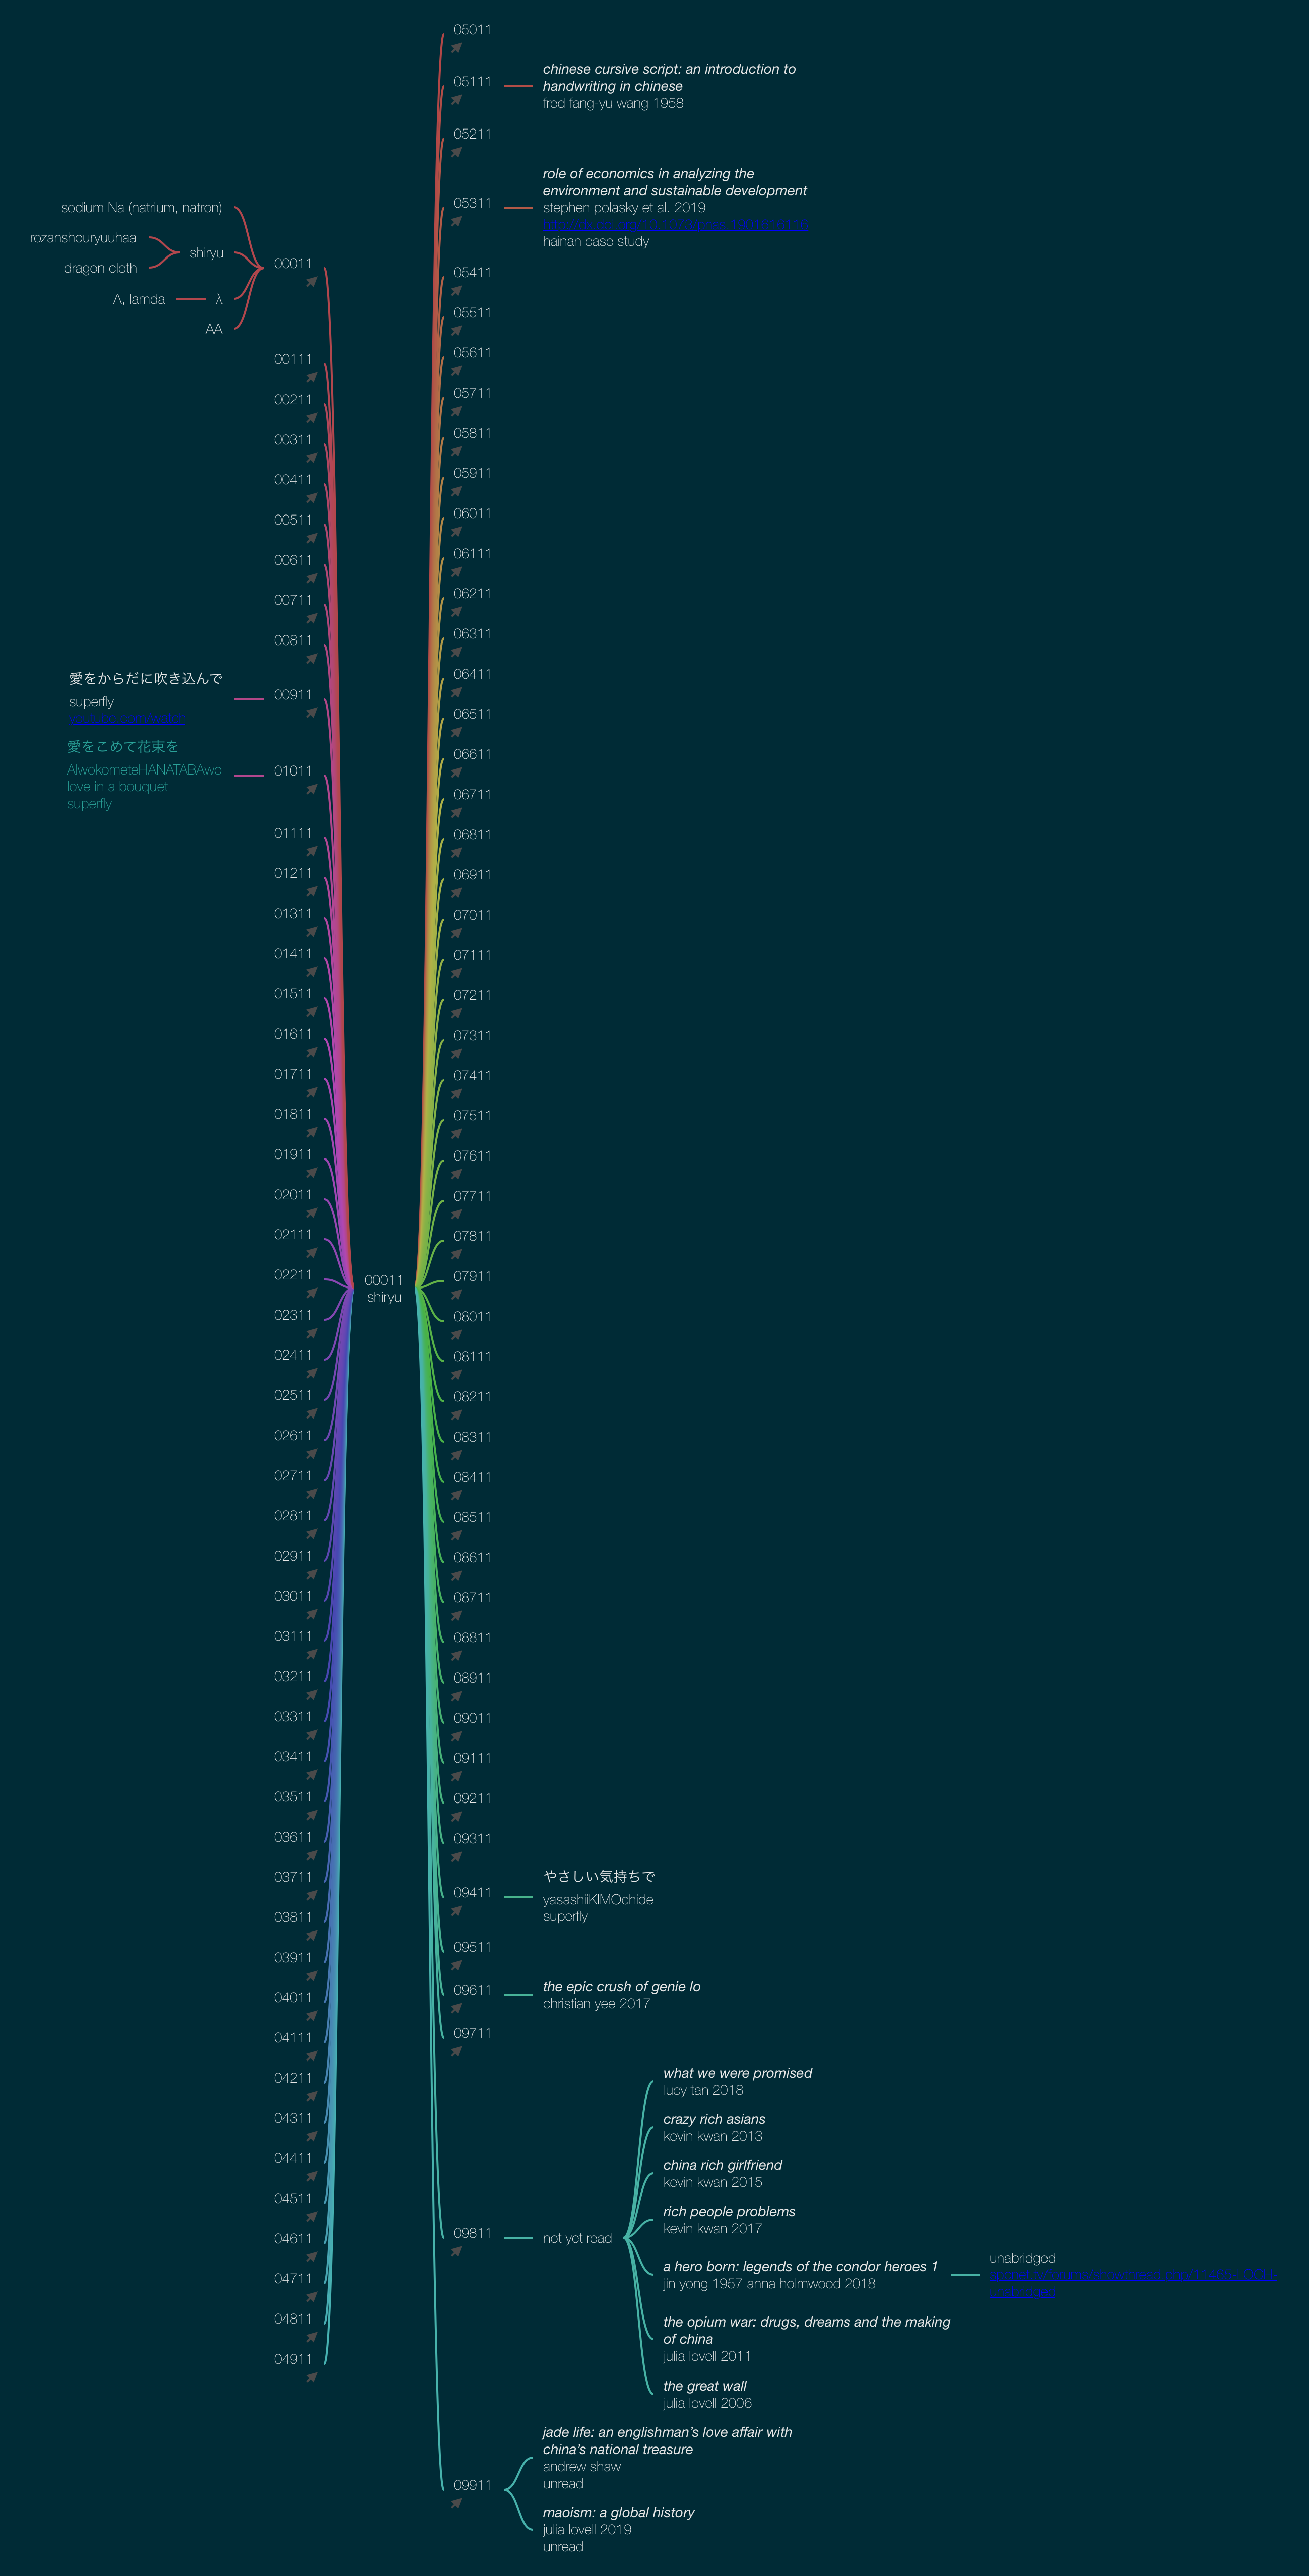 sodium Na (natrium, natron)
rozanshouryuuhaa
dragon cloth
shiryu
Λ, lamda
λ
AA
00011
00111
00211
00311
00411
00511
00611
00711
00811
愛をからだに吹き込んで
superfly
00911
愛をこめて花束を
AIwokometeHANATABAwo
love in a bouquet
superfly
01011
01111
01211
01311
01411
01511
01611
01711
01811
01911
02011
02111
02211
02311
02411
02511
02611
02711
02811
02911
03011
03111
03211
03311
03411
03511
03611
03711
03811
03911
04011
04111
04211
04311
04411
04511
04611
04711
04811
04911
00011
shiryu
05011
05111
chinese cursive script: an introduction to
handwriting in chinese
fred fang-yu wang 1958
05211
05311
role of economics in analyzing the
environment and sustainable development
stephen polasky et al. 2019
hainan case study
05411
05511
05611
05711
05811
05911
06011
06111
06211
06311
06411
06511
06611
06711
06811
06911
07011
07111
07211
07311
07411
07511
07611
07711
07811
07911
08011
08111
08211
08311
08411
08511
08611
08711
08811
08911
09011
09111
09211
09311
09411
やさしい気持ちで
yasashiiKIMOchide
superfly
09511
09611
the epic crush of genie lo
christian yee 2017
09711
09811
not yet read
what we were promised
lucy tan 2018
crazy rich asians
kevin kwan 2013
china rich girlfriend
kevin kwan 2015
rich people problems
kevin kwan 2017
a hero born: legends of the condor heroes 1
jin yong 1957 anna holmwood 2018
unabridged
the opium war: drugs, dreams and the making
of china
julia lovell 2011
the great wall
julia lovell 2006
09911
jade life: an englishman's love affair with
china's national treasure
andrew shaw
unread
maoism: a global history
julia lovell 2019
unread